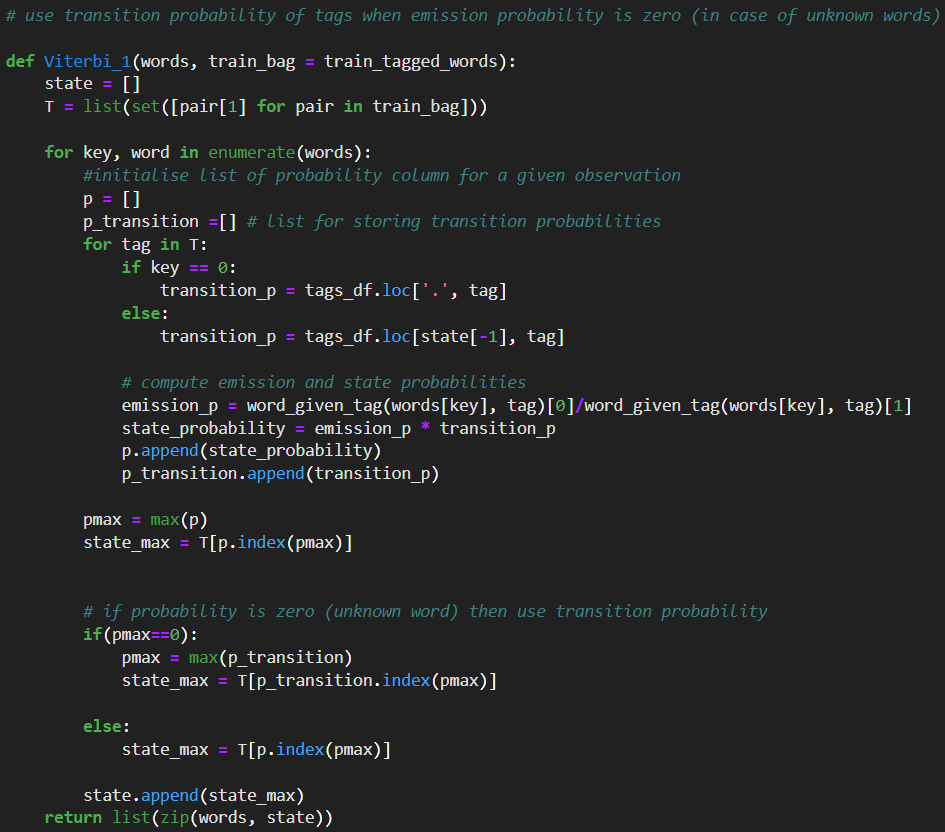 # use transition probability of tags when emission probability is zero (in case of unknown words)
def Viterbi_1(words, train_bag = train_tagged_words):
    state = []
    T = list(set([pair[1] for pair in train_bag]))
    for key, word in enumerate(words):
        #initialise list of probability column for a given observation
        p = []
        p_transition =[] # list for storing transition probabilities
        for tag in T:
            if key == 0:
                transition_p = tags_df.loc['.', tag]
            else:
                transition_p = tags_df.loc[state[-1], tag]
            # compute emission and state probabilities
            emission_p = word_given_tag(words[key], tag)[0]/word_given_tag(words[key], tag)[1]
            state_probability = emission_p * transition_p
            p.append(state_probability)
            p_transition.append(transition_p)
        pmax = max(p)
        state_max = T[p.index(pmax)]
        # if probability is zero (unknown word) then use transition probability
        if(pmax==0):
            pmax = max(p_transition)
            state_max = T[p_transition.index(pmax)]
        else:
            state_max = T[p.index(pmax)]
        state.append(state_max)
    return list(zip(words, state))